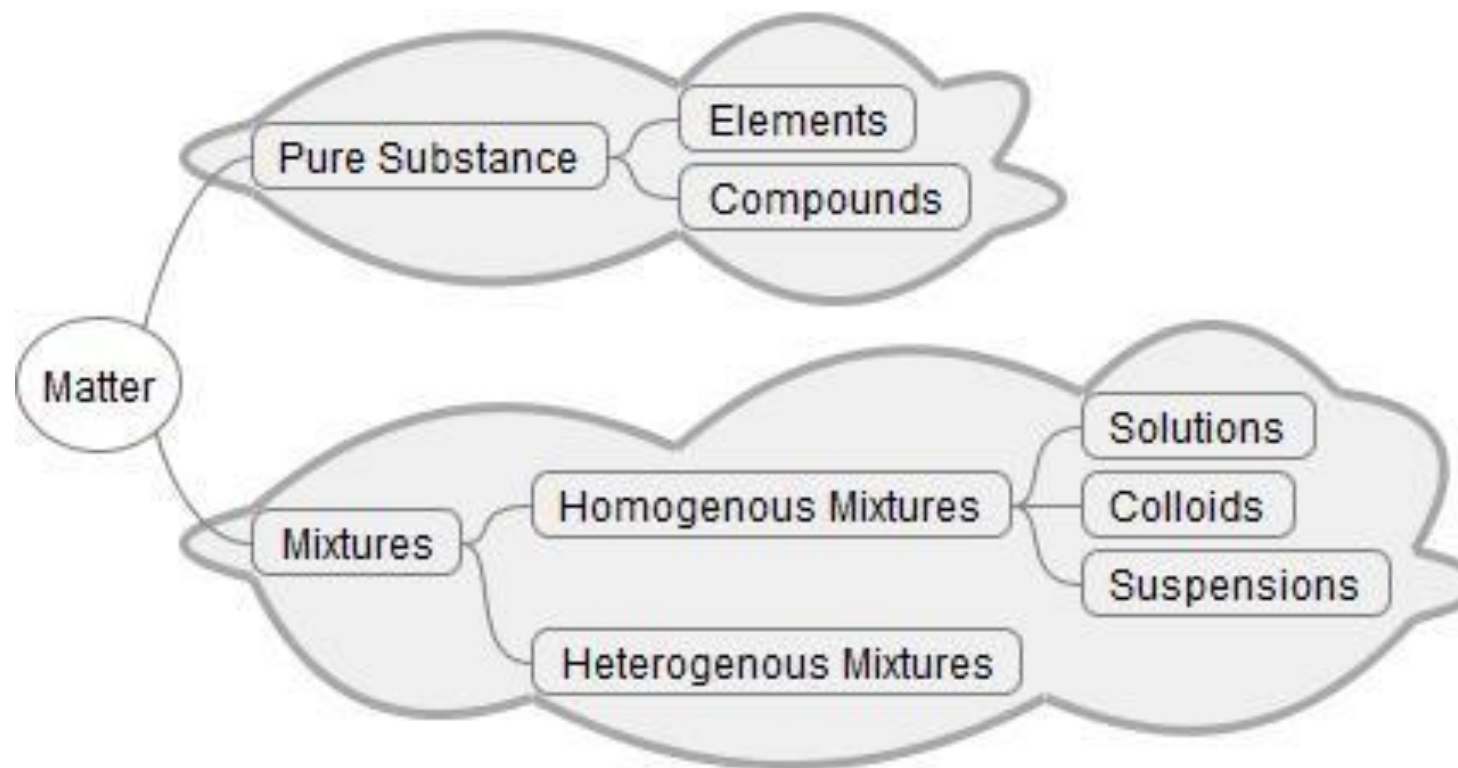 Matter
Pure Substance
Elements
Compounds
Mixtures
Homogenous Mixtures
Solutions
Colloids
Suspensions
Heterogenous Mixtures